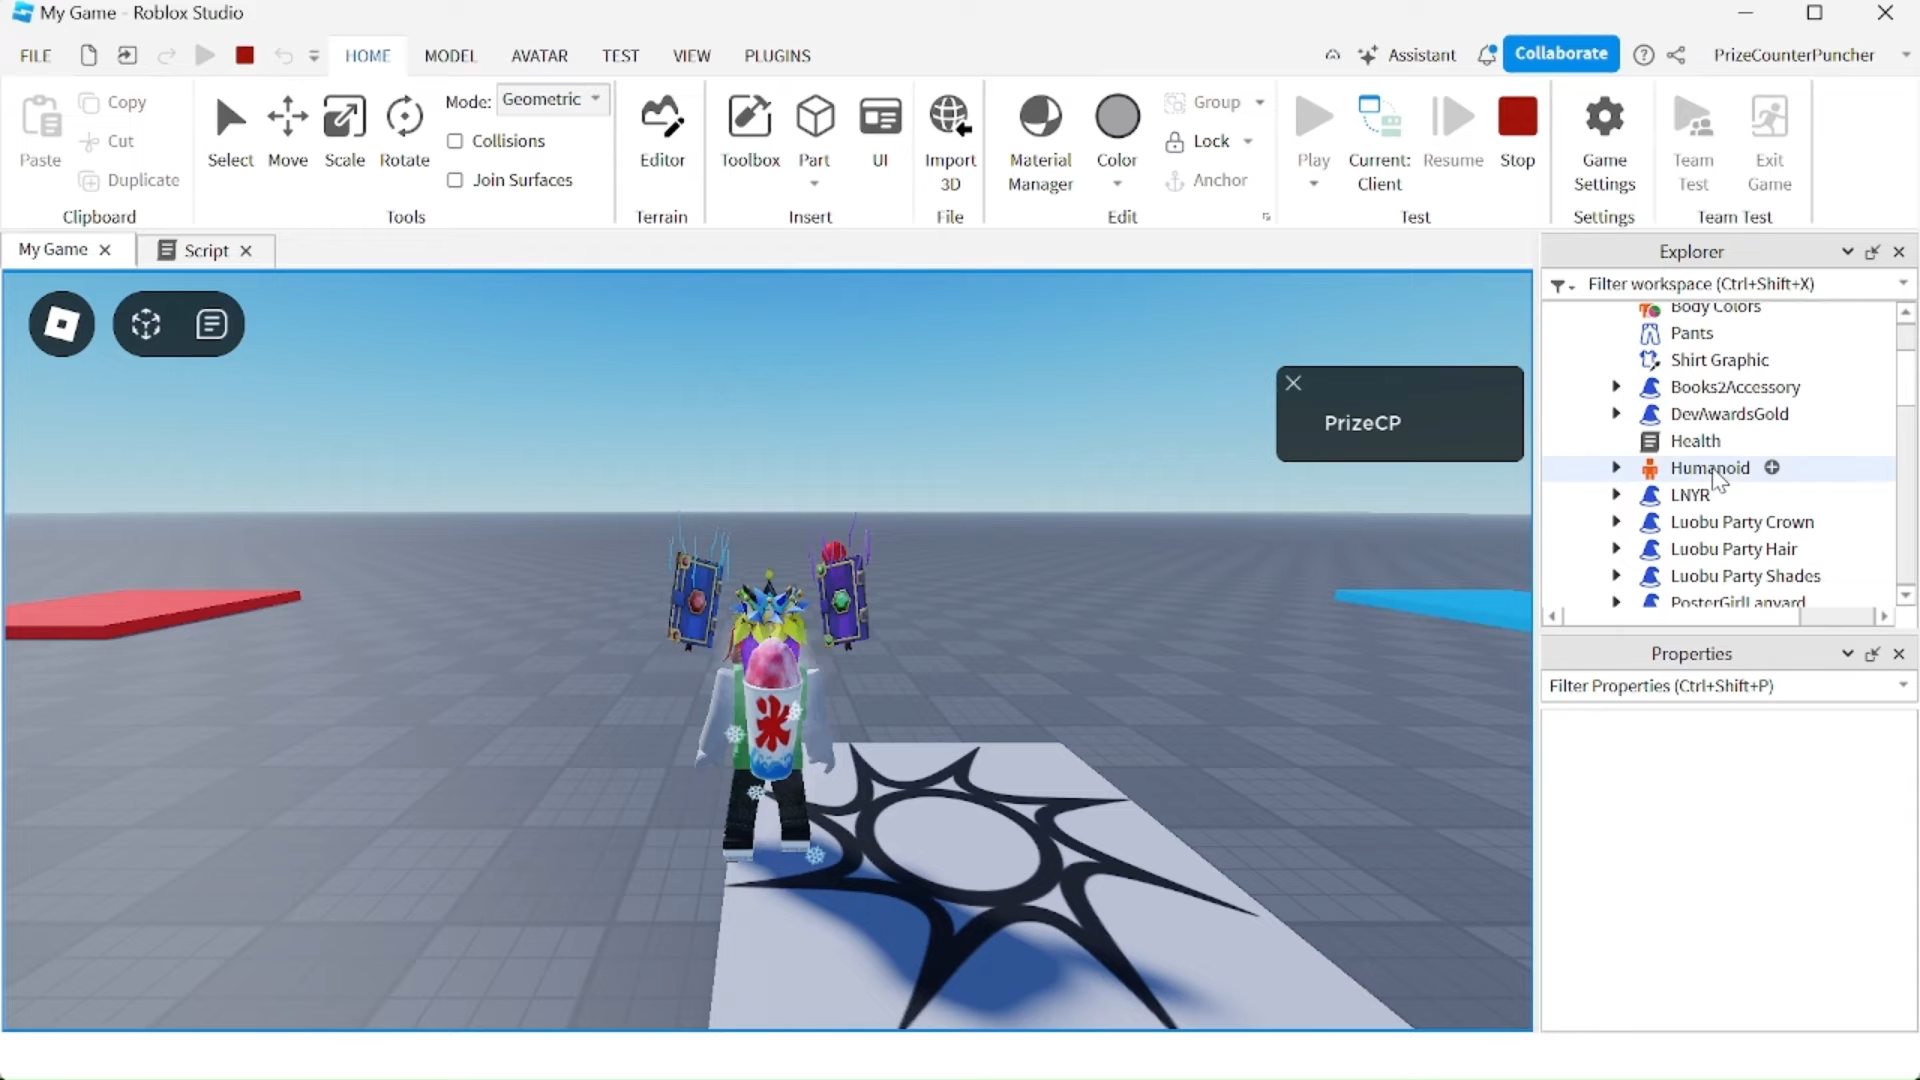 My Game - Roblox Studio
FILE HOME MODEL AVATAR TEST VIEW PLUGINS Assistant Collaborate PrizeCounterPuncher
Paste Copy Cut Duplicate
Clipboard
Select Move Scale Rotate
Mode: Geometric
Collisions
Join Surfaces
Tools
Editor
Terrain
Toolbox Part UI
Insert
Import
3D
File
Material
Manager
Color
Group
Lock
Anchor
Edit
Play
Current:
Client
Resume Stop
Test
Game
Settings
Settings
Team
Test
Exit
Game
Team Test
My Game Script
PrizeCP
氷
Explorer
Filter workspace (Ctrl+Shift+X)
Body Colors
Pants
Shirt Graphic
Books2Accessory
DevAwardsGold
Health
Humanoid
LNYR
Luobu Party Crown
Luobu Party Hair
Luobu Party Shades
PosterGirlLanyard
Properties
Filter Properties (Ctrl+Shift+P)